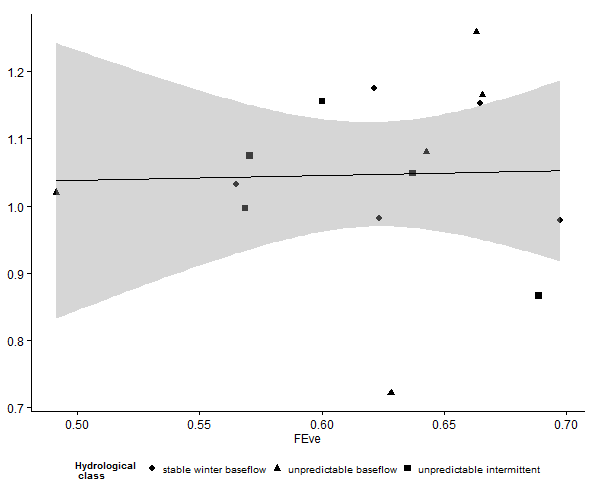 1.2
1.1
1.0
0.9
0.8
0.7
0.50 0.55 0.60 0.65 0.70
FEve
Hydrological
class
stable winter baseflow unpredictable baseflow unpredictable intermittent